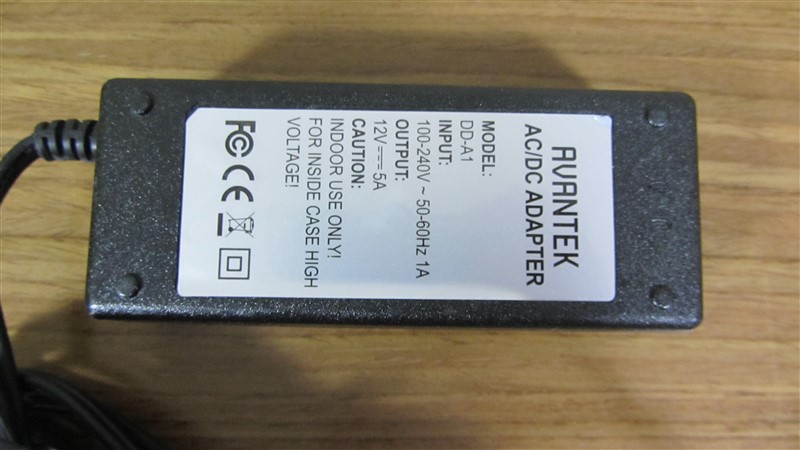 AVANTEK
AC/DC ADAPTER
MODEL:
DD-A1
INPUT:
100-240V ~ 50-60Hz 1A
OUTPUT:
12V⎓5A
CAUTION:
INDOOR USE ONLY!
FOR INSIDE CASE HIGH
VOLTAGE!
FC CE